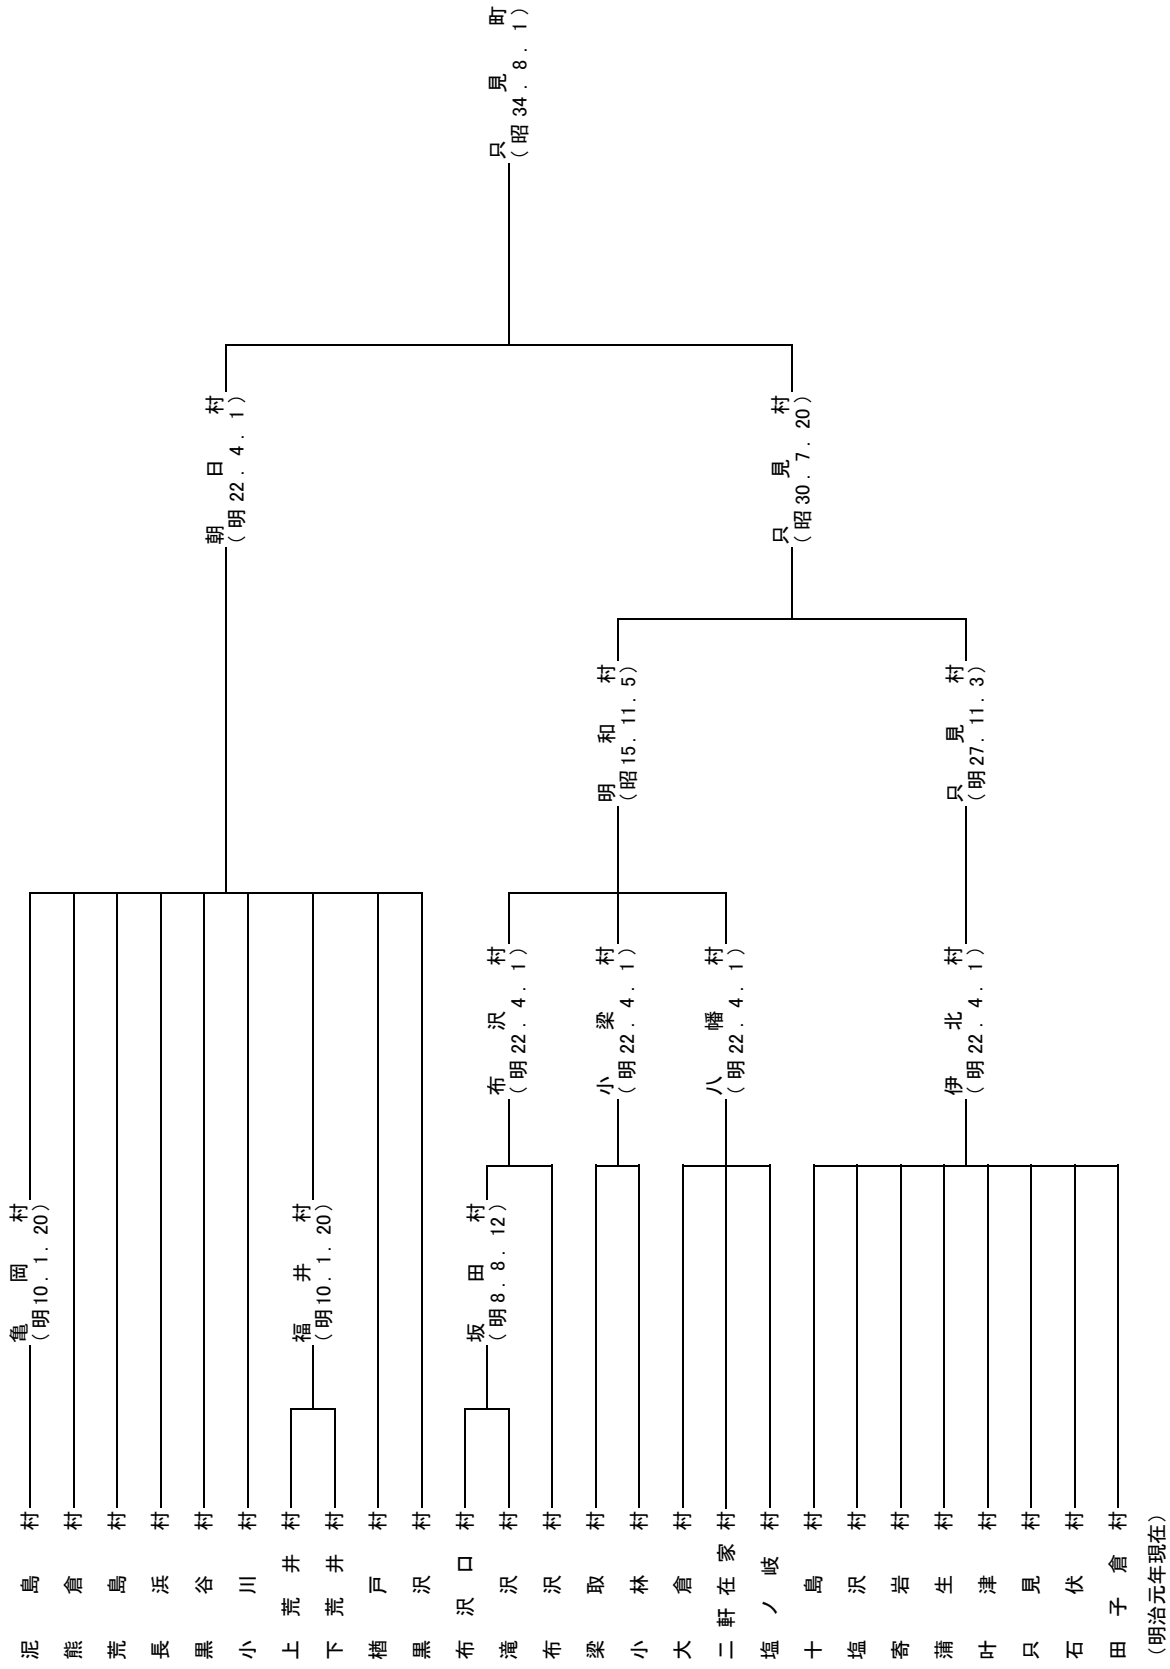 只見町
(昭34.8.1)
朝日村
(明22.4.1)
只見村
(昭30.7.20)
明和村
(昭15.11.5)
只見村
(明27.11.3)
布沢村
(明22.4.1)
小梁村
(明22.4.1)
八幡村
(明22.4.1)
伊北村
(明22.4.1)
亀岡村
(明10.1.20)
福井村
(明10.1.20)
坂田村
(明8.8.12)
泥島村
熊倉村
荒島村
長浜村
黒谷村
小川村
上荒井村
下荒井村
楢戸村
黒沢村
布沢口村
滝沢村
布沢村
梁取村
小林村
大倉村
二軒在家村
塩ノ岐村
十島村
塩沢村
寄岩村
蒲生村
叶津村
只見村
石伏村
田子倉村
(明治元年現在)